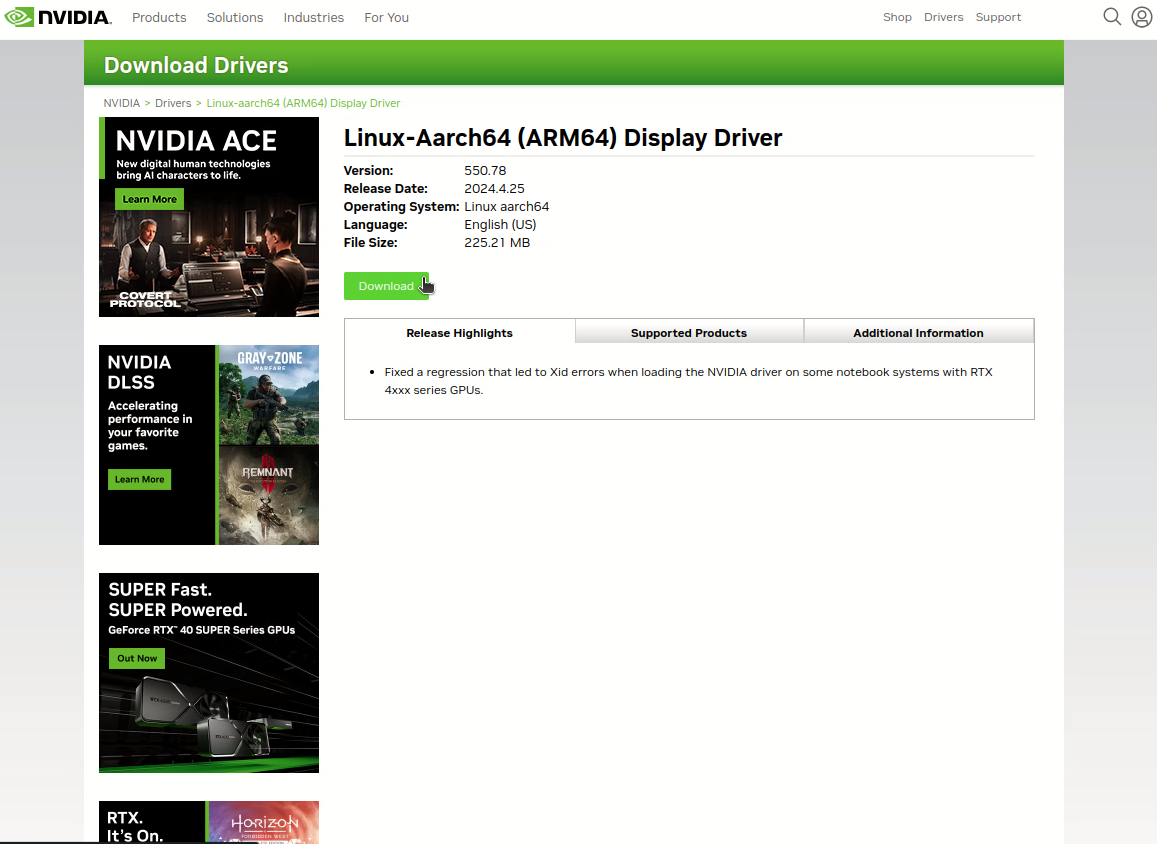 NVIDIA.
Products
Solutions
Industries
For You
Shop
Drivers
Support
Download Drivers
NVIDIA > Drivers > Linux-aarch64 (ARM64) Display Driver
NVIDIA ACE
New digital human technologies
bring AI characters to life.
Learn More
COVERT
PROTOCOL
NVIDIA
DLSS
Accelerating
performance in
your favorite
games.
Learn More
GRAY ZONE
WARFARE
REMNANT
SUPER Fast.
SUPER Powered.
GeForce RTX™ 40 SUPER Series GPUs
Out Now
RTX.
It's On.
HORIZON
FORBIDDEN WEST
Linux-Aarch64 (ARM64) Display Driver
Version: 550.78
Release Date: 2024.4.25
Operating System: Linux aarch64
Language: English (US)
File Size: 225.21 MB
Download
Release Highlights
Supported Products
Additional Information
• Fixed a regression that led to Xid errors when loading the NVIDIA driver on some notebook systems with RTX
4xxx series GPUs.